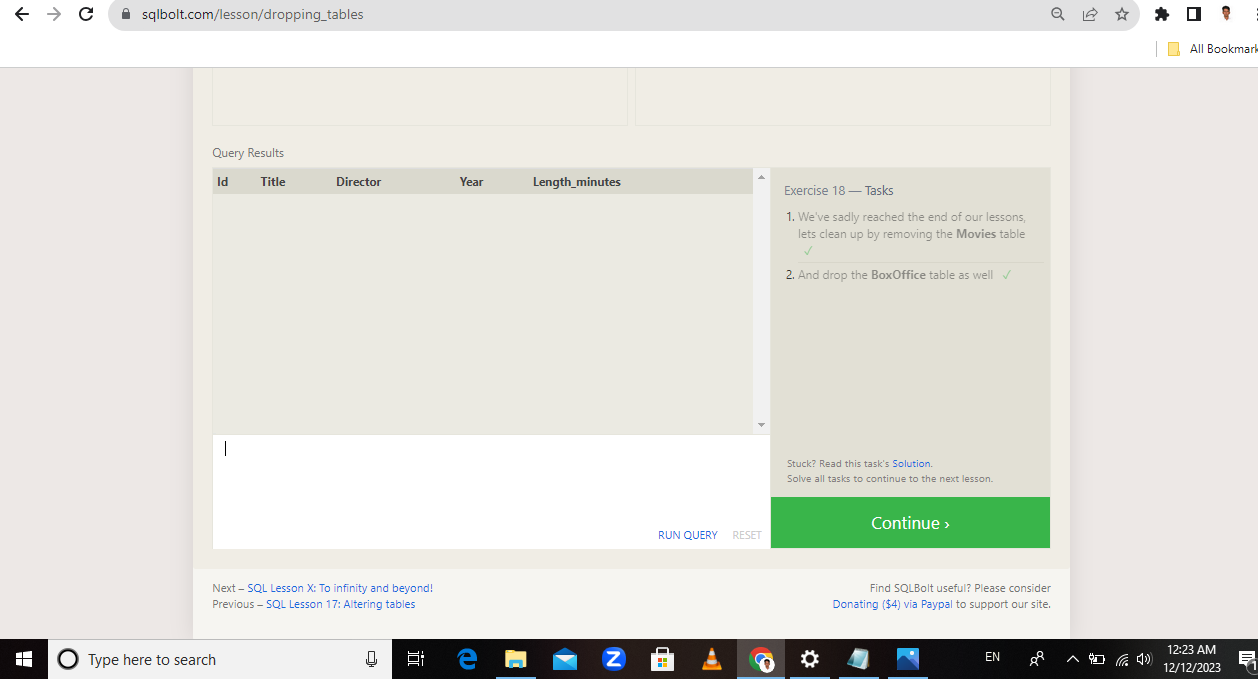 sqlbolt.com/lesson/dropping_tables
All Bookmark
Query Results
Id Title Director Year Length_minutes
Exercise 18 — Tasks
1. We've sadly reached the end of our lessons,
lets clean up by removing the Movies table
✓
2. And drop the BoxOffice table as well ✓
Stuck? Read this task's Solution.
Solve all tasks to continue to the next lesson.
RUN QUERY RESET
Continue ›
Next – SQL Lesson X: To infinity and beyond!
Previous – SQL Lesson 17: Altering tables
Find SQLBolt useful? Please consider
Donating ($4) via Paypal to support our site.
Type here to search
EN
12:23 AM
12/12/2023
1